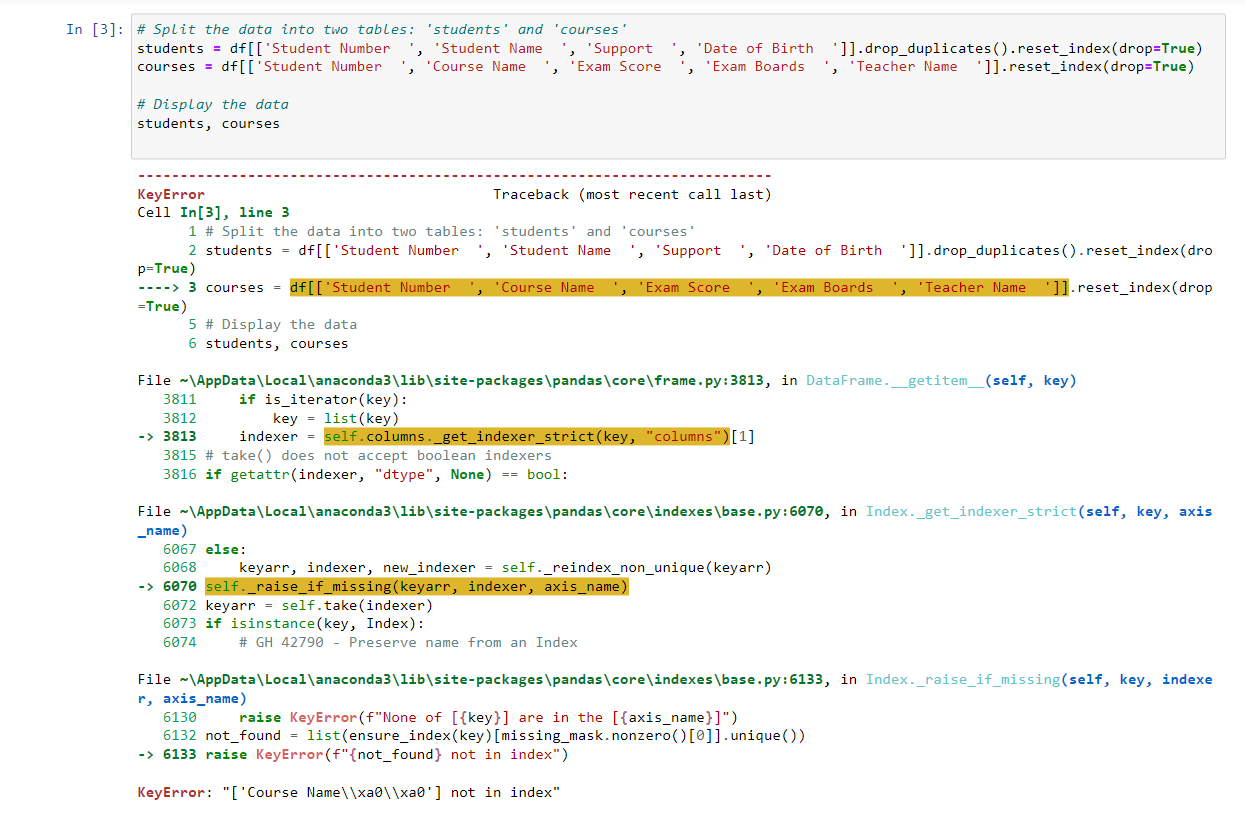 In [3]: # Split the data into two tables: 'students' and 'courses'
students = df[['Student Number  ', 'Student Name  ', 'Support  ', 'Date of Birth  ']].drop_duplicates().reset_index(drop=True)
courses = df[['Student Number  ', 'Course Name  ', 'Exam Score  ', 'Exam Boards  ', 'Teacher Name  ']].reset_index(drop=True)
# Display the data
students, courses
---------------------------------------------------------------------------
KeyError                                  Traceback (most recent call last)
Cell In[3], line 3
      1 # Split the data into two tables: 'students' and 'courses'
      2 students = df[['Student Number  ', 'Student Name  ', 'Support  ', 'Date of Birth  ']].drop_duplicates().reset_index(dro
p=True)
----> 3 courses = df[['Student Number  ', 'Course Name  ', 'Exam Score  ', 'Exam Boards  ', 'Teacher Name  ']].reset_index(drop
=True)
      5 # Display the data
      6 students, courses
File ~\AppData\Local\anaconda3\lib\site-packages\pandas\core\frame.py:3813, in DataFrame.__getitem__(self, key)
   3811     if is_iterator(key):
   3812         key = list(key)
-> 3813     indexer = self.columns._get_indexer_strict(key, "columns")[1]
   3815 # take() does not accept boolean indexers
   3816 if getattr(indexer, "dtype", None) == bool:
File ~\AppData\Local\anaconda3\lib\site-packages\pandas\core\indexes\base.py:6070, in Index._get_indexer_strict(self, key, axis
_name)
   6067 else:
   6068     keyarr, indexer, new_indexer = self._reindex_non_unique(keyarr)
-> 6070 self._raise_if_missing(keyarr, indexer, axis_name)
   6072 keyarr = self.take(indexer)
   6073 if isinstance(key, Index):
   6074     # GH 42790 - Preserve name from an Index
File ~\AppData\Local\anaconda3\lib\site-packages\pandas\core\indexes\base.py:6133, in Index._raise_if_missing(self, key, indexe
r, axis_name)
   6130     raise KeyError(f"None of [{key}] are in the [{axis_name}]")
   6132 not_found = list(ensure_index(key)[missing_mask.nonzero()[0]].unique())
-> 6133 raise KeyError(f"{not_found} not in index")
KeyError: "['Course Name\\xa0\\xa0'] not in index"